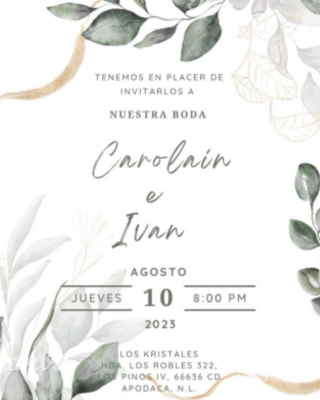 TENEMOS EN PLACER DE
INVITARLOS A
NUESTRA BODA
Carolain
e
Ivan
AGOSTO
JUEVES 10 8:00 PM
2023
LOS KRISTALES
HDA. LOS ROBLES 322,
LOS PINOS IV, 66636 CD
APODACA, N.L.